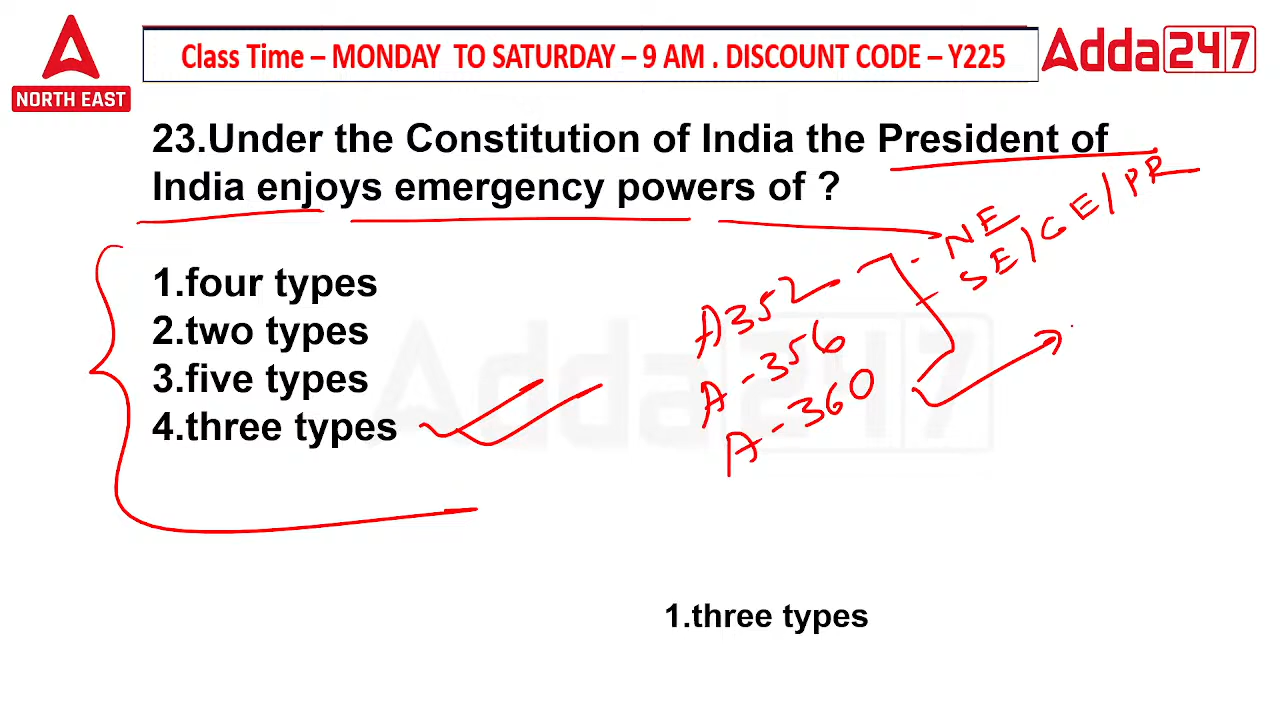 Class Time – MONDAY TO SATURDAY – 9 AM . DISCOUNT CODE – Y225
Adda247
NORTH EAST
23.Under the Constitution of India the President of
India enjoys emergency powers of ?
1.four types
2.two types
3.five types
4.three types
NE
SE/CE/PR
A352
A-356
A-360
Adda247
1.three types